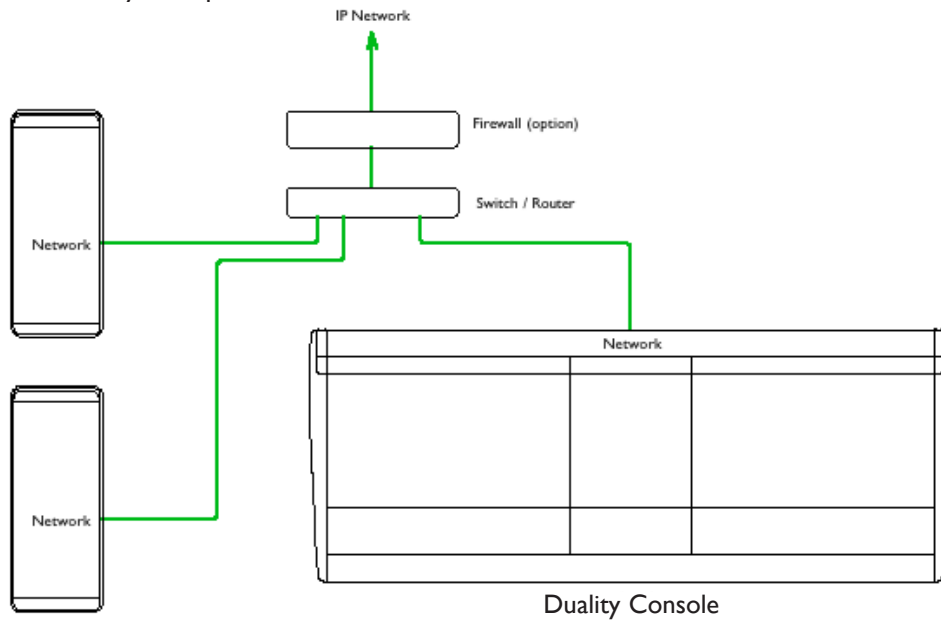 IP Network
Firewall (option)
Switch / Router
Network
Network
Network
Duality Console